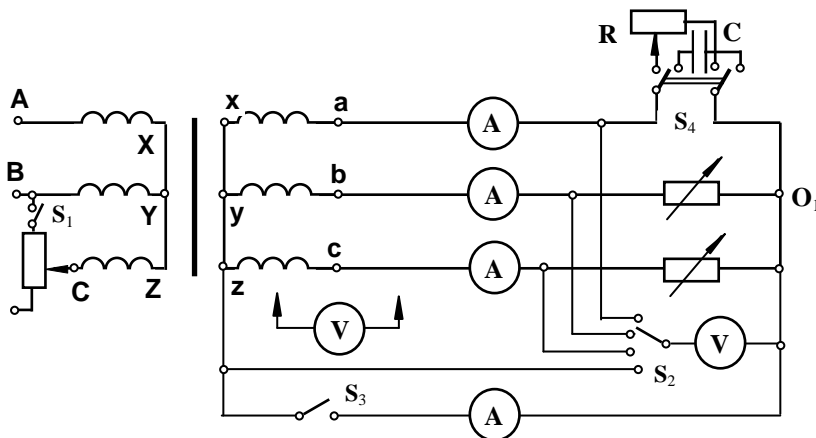 R C
A x a A S4
X
B b A
Y y O1
S1
c A
C Z z
V V
S2
S3 A